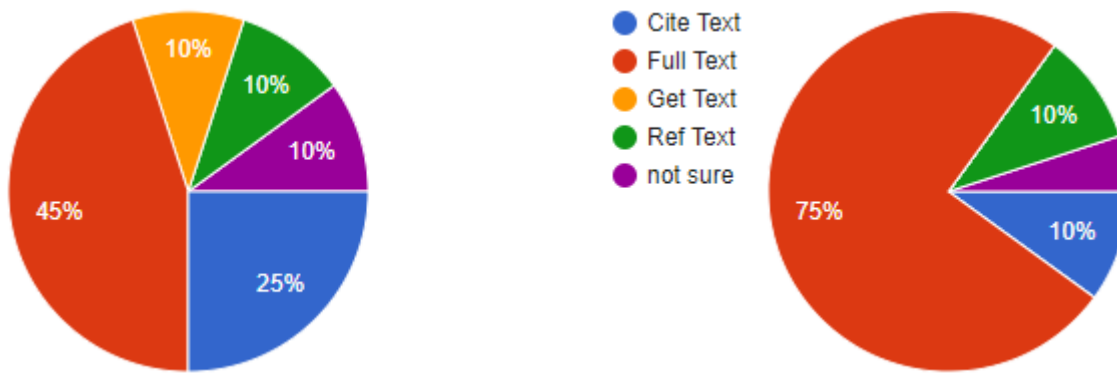 10%
10%
10%
45%
25%
Cite Text
Full Text
Get Text
Ref Text
not sure
10%
75%
10%